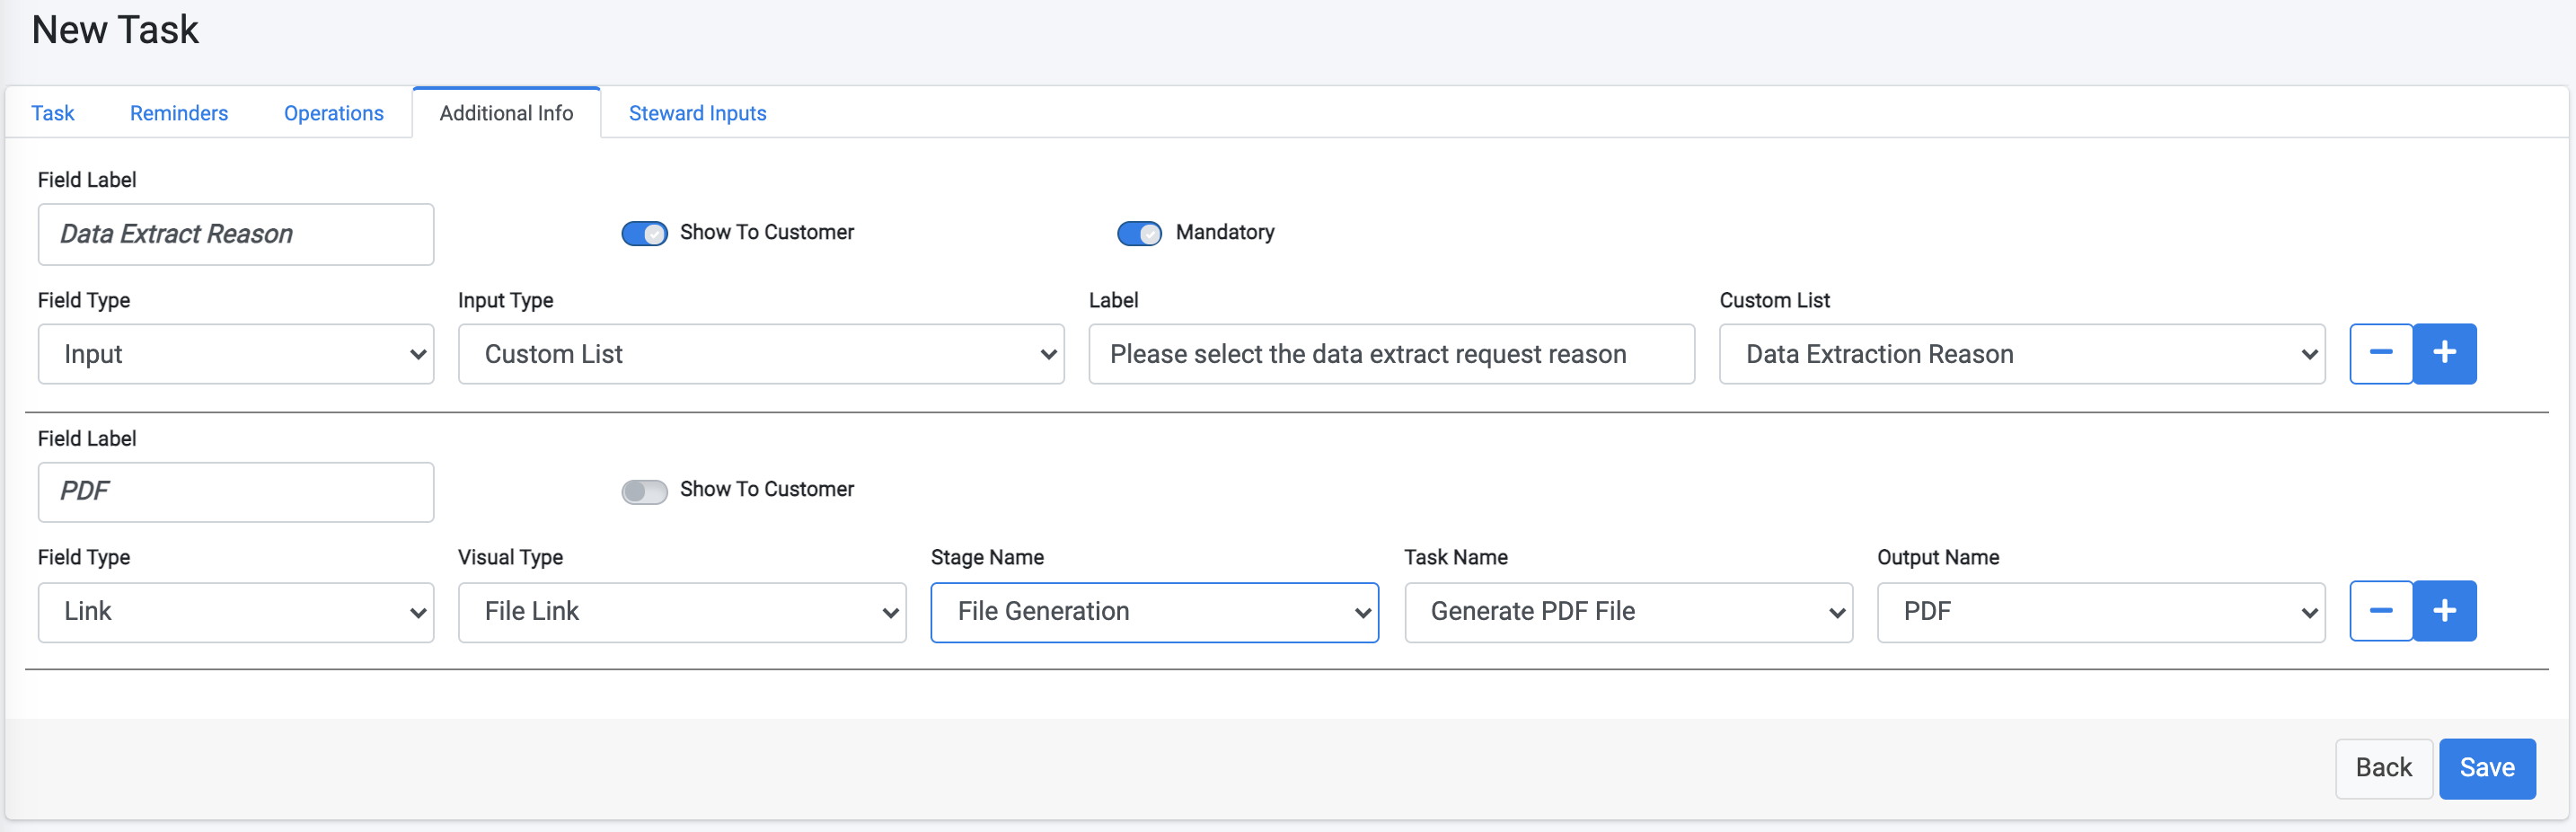 New Task
Task Reminders Operations Additional Info Steward Inputs
Field Label
Data Extract Reason Show To Customer Mandatory
Field Type Input Type Label Custom List
Input Custom List Please select the data extract request reason Data Extraction Reason − +
Field Label
PDF Show To Customer
Field Type Visual Type Stage Name Task Name Output Name
Link File Link File Generation Generate PDF File PDF − +
Back Save